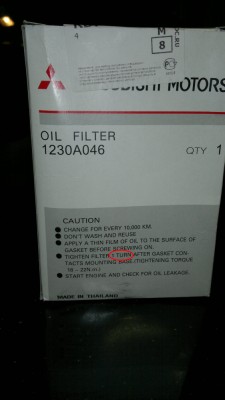 4
M
8
MITSUBISHI MOTORS
OIL FILTER
1230A046
QTY 1
CAUTION
● CHANGE FOR EVERY 10,000 KM.
● DON'T WASH AND REUSE
● APPLY A THIN FILM OF OIL TO THE SURFACE OF
GASKET BEFORE SCREWING ON.
● TIGHTEN FILTER 1 TURN AFTER GASKET CON
TACTS MOUNTING BASE (TIGHTENING TORQUE
● START ENGINE AND CHECK FOR OIL LEAKAGE.
MADE IN THAILAND